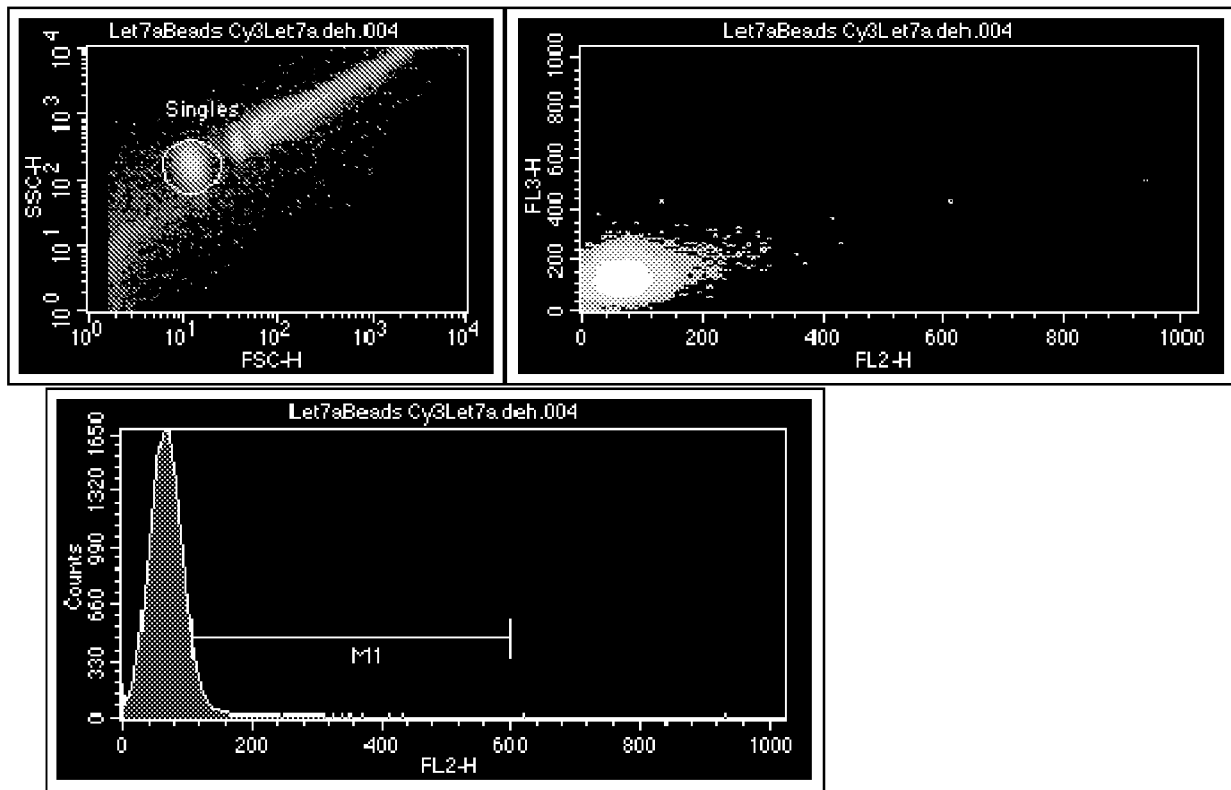 Let7aBeads Cy3Let7a.deh.004
Singles
SSC-H
10^4
10^3
10^2
10^1
10^0
10^0 10^1 10^2 10^3 10^4
FSC-H
Let7aBeads Cy3Let7a.deh.004
FL3-H
1000
800
600
400
200
0
0 200 400 600 800 1000
FL2-H
Let7aBeads Cy3Let7a.deh.004
Counts
1650
1320
990
660
330
0
M1
0 200 400 600 800 1000
FL2-H